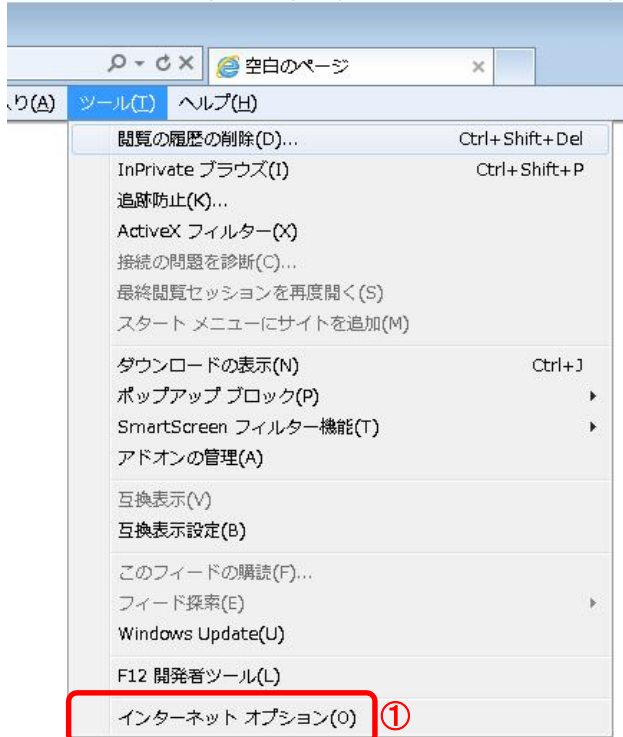 空白のページ
り(A) ツール(T) ヘルプ(H)
閲覧の履歴の削除(D)... Ctrl+Shift+Del
InPrivate ブラウズ(I) Ctrl+Shift+P
追跡防止(K)...
ActiveX フィルター(X)
接続の問題を診断(C)...
最終閲覧セッションを再度開く(S)
スタート メニューにサイトを追加(M)
ダウンロードの表示(N) Ctrl+J
ポップアップ ブロック(P)
SmartScreen フィルター機能(T)
アドオンの管理(A)
互換表示(V)
互換表示設定(B)
このフィードの購読(F)...
フィード探索(E)
Windows Update(U)
F12 開発者ツール(L)
インターネット オプション(O) ①